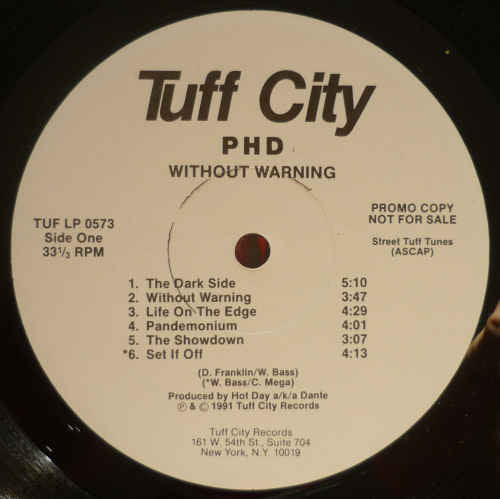 Tuff City
PHD
WITHOUT WARNING
TUF LP 0573
Side One
33⅓ RPM
PROMO COPY
NOT FOR SALE
Street Tuff Tunes
(ASCAP)
1. The Dark Side 5:10
2. Without Warning 3:47
3. Life On The Edge 4:29
4. Pandemonium 4:01
5. The Showdown 3:07
*6. Set If Off 4:13
(D. Franklin/W. Bass)
(*W. Bass/C. Mega)
Produced by Hot Day a/k/a Dante
℗ & © 1991 Tuff City Records
Tuff City Records
161 W. 54th St., Suite 704
New York, N.Y. 10019